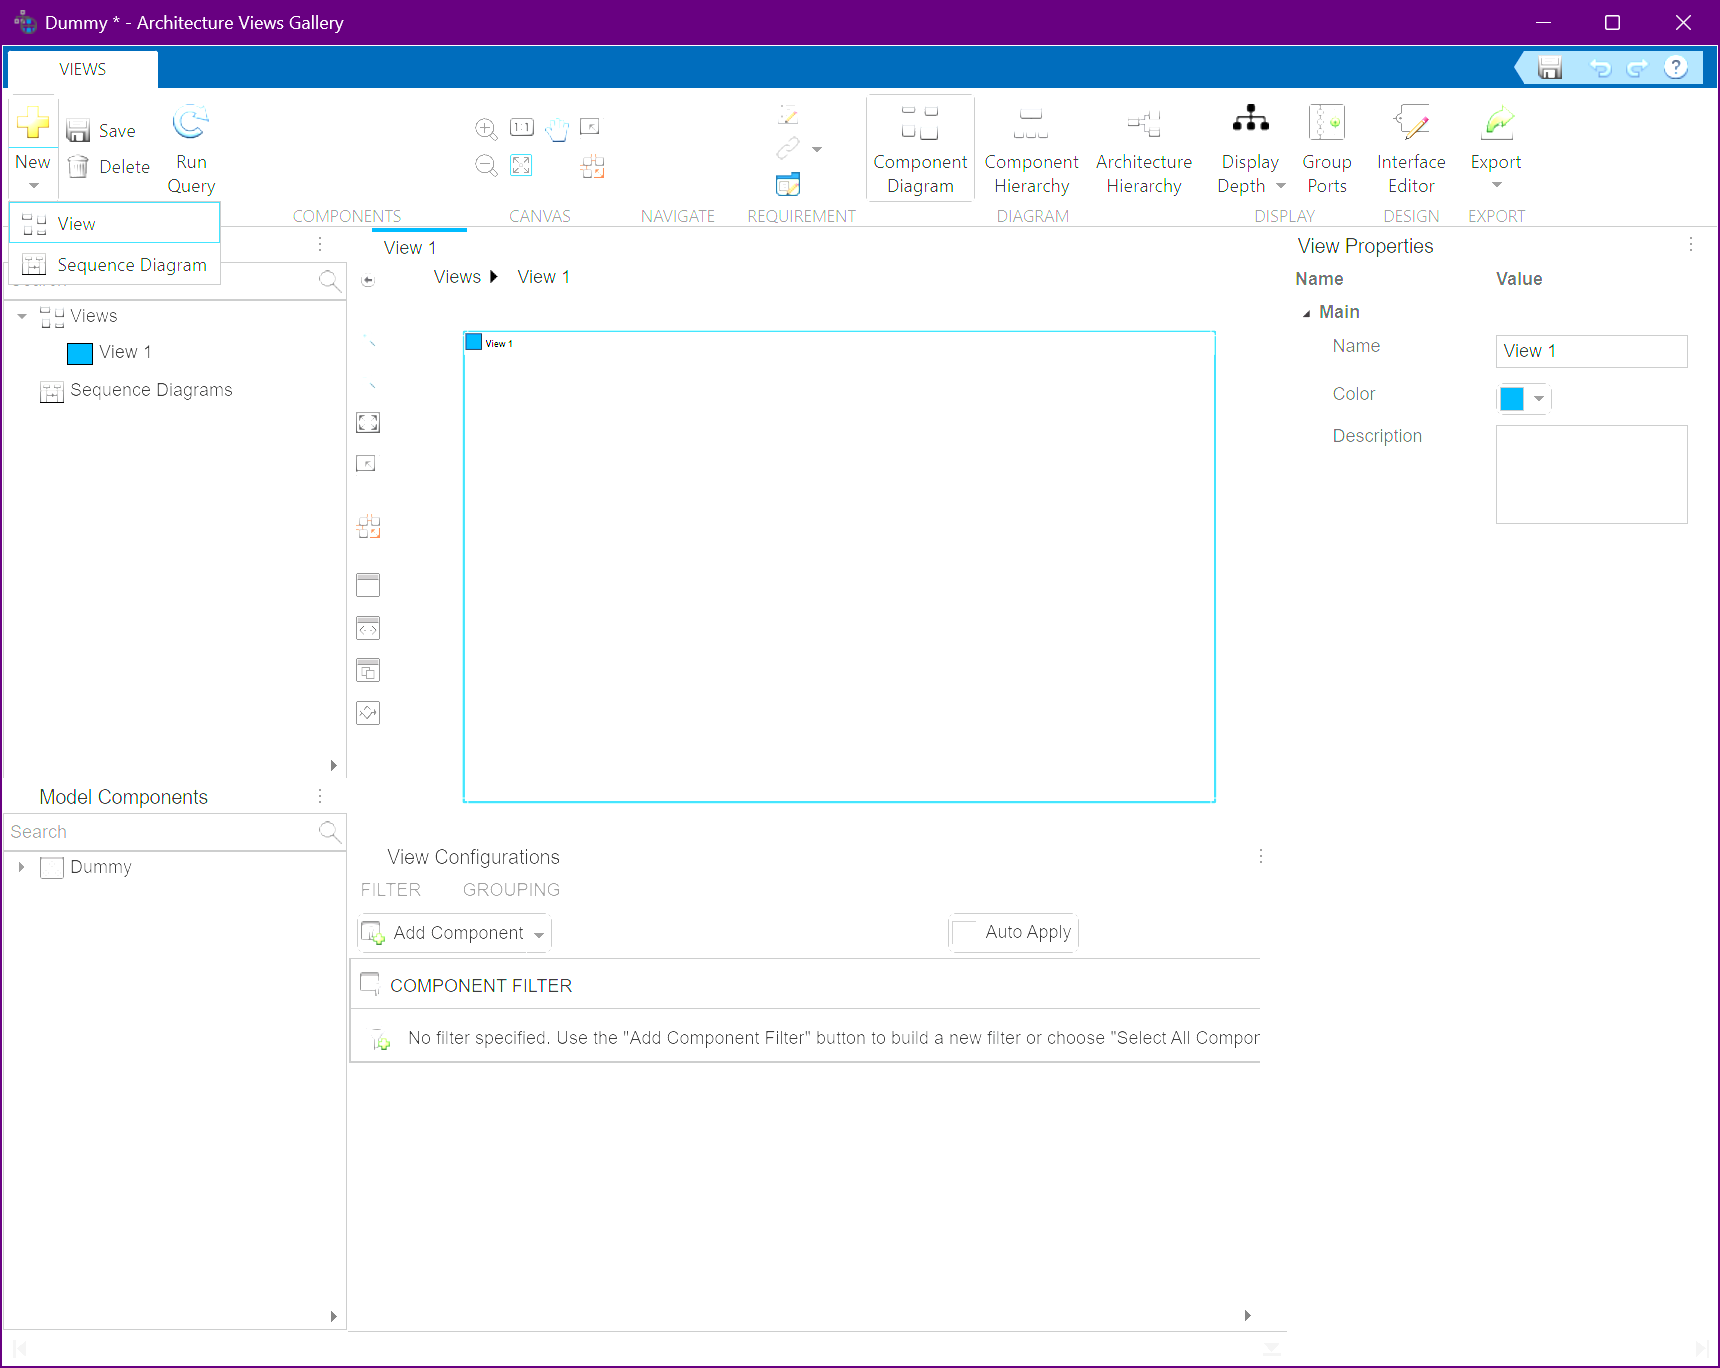 Dummy * - Architecture Views Gallery
VIEWS
New
Save
Delete
Run
Query
1:1
Component
Diagram
Component
Hierarchy
Architecture
Hierarchy
Display
Depth
Group
Ports
Interface
Editor
Export
COMPONENTS
CANVAS
NAVIGATE
REQUIREMENT
DIAGRAM
DISPLAY
DESIGN
EXPORT
View
Sequence Diagram
Views
View 1
Sequence Diagrams
Model Components
Search
Dummy
View 1
Views
View 1
View 1
View Configurations
FILTER
GROUPING
Add Component
Auto Apply
COMPONENT FILTER
No filter specified. Use the "Add Component Filter" button to build a new filter or choose "Select All Compor
View Properties
Name
Value
Main
Name
View 1
Color
Description